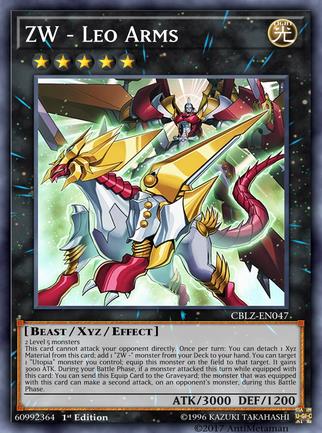 ZW - Leo Arms
LIGHT
光
CBLZ-EN047
[Beast / Xyz / Effect]
2 Level 5 monsters
This card cannot attack your opponent directly. Once per turn: You can detach 1 Xyz
Material from this card; add 1 "ZW -" monster from your Deck to your hand. You can target
1 "Utopia" monster you control; equip this monster on the field to that target. It gains
3000 ATK. During your Battle Phase, if a monster attacked this turn while equipped with
this card: You can send this Equip Card to the Graveyard; the monster that was equipped
with this card can make a second attack, on an opponent's monster, during this Battle
Phase.
ATK/3000 DEF/1200
60992364 1st Edition ©1996 KAZUKI TAKAHASHI
©2017 AntiMetaman